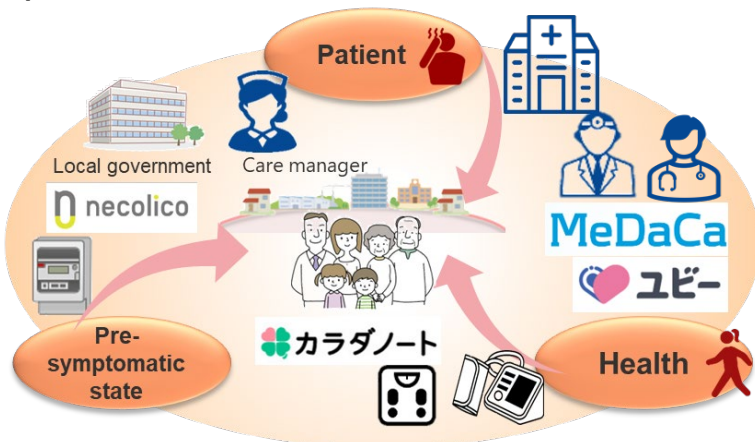 Patient
Local government
Care manager
necolico
MeDaCa
ユビー
カラダノート
Pre-
symptomatic
state
Health